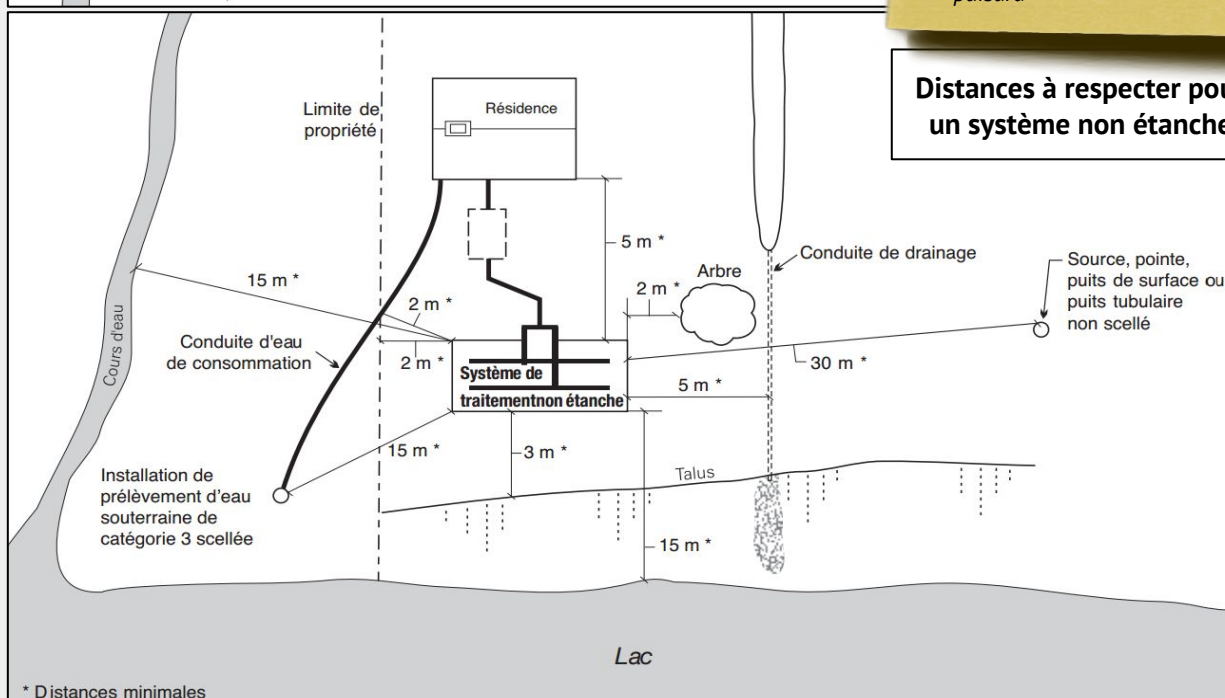 puisard
Distances à respecter pou
un système non étanche
Limite de
propriété
Résidence
5 m *
Conduite de drainage
Source, pointe,
puits de surface ou
puits tubulaire
non scellé
Arbre
2 m *
15 m *
2 m *
Cours d'eau
Conduite d'eau
de consommation
2 m *
Système de
traitementnon étanche
30 m *
5 m *
15 m *
3 m *
Talus
Installation de
prélèvement d'eau
souterraine de
catégorie 3 scellée
15 m *
Lac
* Distances minimales